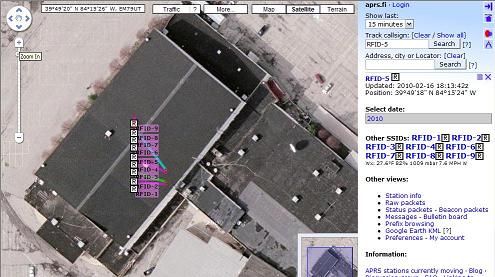 39°49'20" N 84°15'26" W, EM79UT
Traffic ? More... Map Satellite Terrain
Zoom In
R
R RFID-9
R RFID-8
R RFID-7
R RFID-6
R RFID-5
R RFID-4
R RFID-3
R RFID-2
R RFID-1
aprs.fi · Login
Show last:
15 minutes
Track callsign: [Clear / Show all]
RFID-5 Search [?]
Address, city or Locator: [Clear]
Search [?]
RFID-5 R
Updated: 2010-02-16 18:13:42z
Position: 39°49'18" N 84°15'24" W
Select date:
2010
Other SSIDs: RFID-1 R RFID-2 R
RFID-3 R RFID-4 R RFID-6 R
RFID-7 R RFID-8 R RFID-9 R
Wx: 27.6°F 82% 1009 mbar 7.6 MPH W
Other views:
• Station info
• Raw packets
• Status packets - Beacon packets
• Messages - Bulletin board
• Prefix browsing
• Google Earth KML [?]
• Preferences - My account
Information:
APRS stations currently moving · Blog ·